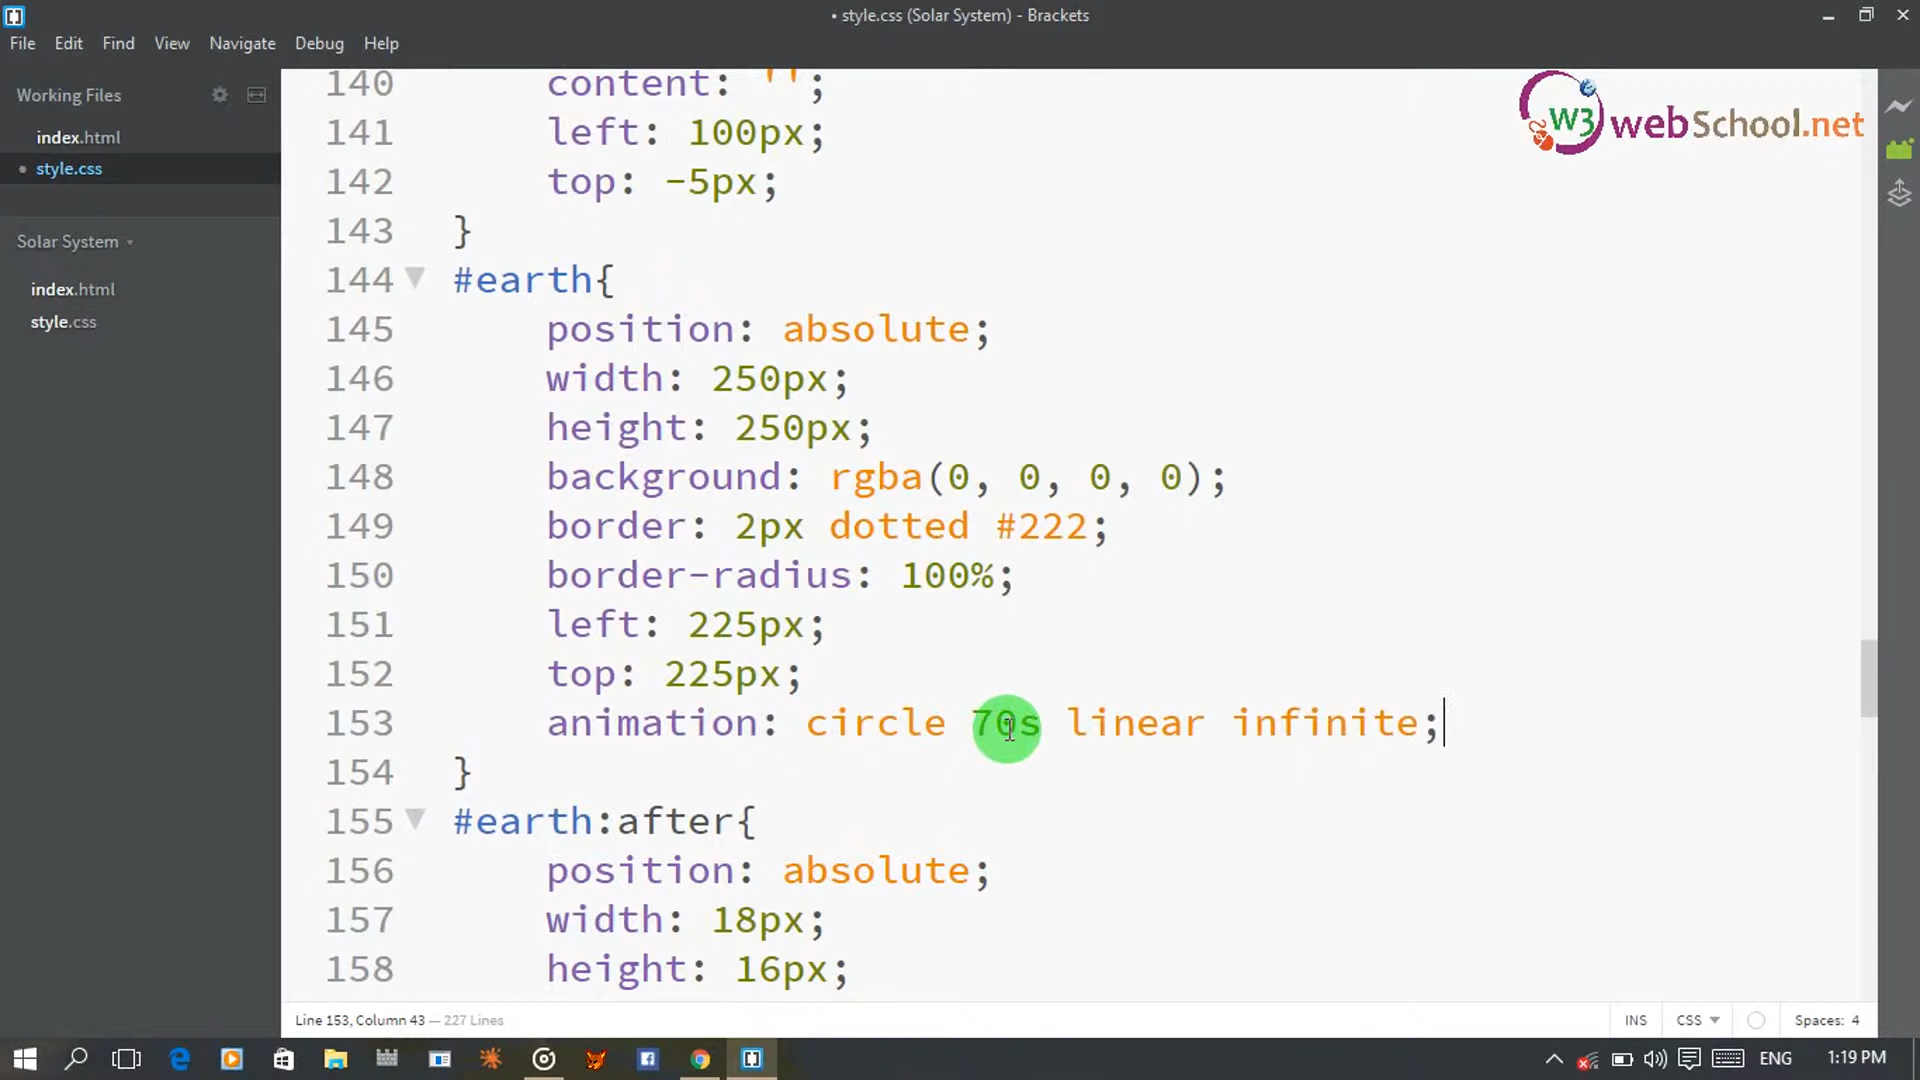 • style.css (Solar System) - Brackets
File Edit Find View Navigate Debug Help
Working Files
index.html
• style.css
Solar System
index.html
style.css
W3 webSchool.net
140 content: '';
141 left: 100px;
142 top: -5px;
143 }
144 #earth{
145 position: absolute;
146 width: 250px;
147 height: 250px;
148 background: rgba(0, 0, 0, 0);
149 border: 2px dotted #222;
150 border-radius: 100%;
151 left: 225px;
152 top: 225px;
153 animation: circle 70s linear infinite;
154 }
155 #earth:after{
156 position: absolute;
157 width: 18px;
158 height: 16px;
Line 153, Column 43 — 227 Lines
INS CSS Spaces: 4
ENG 1:19 PM